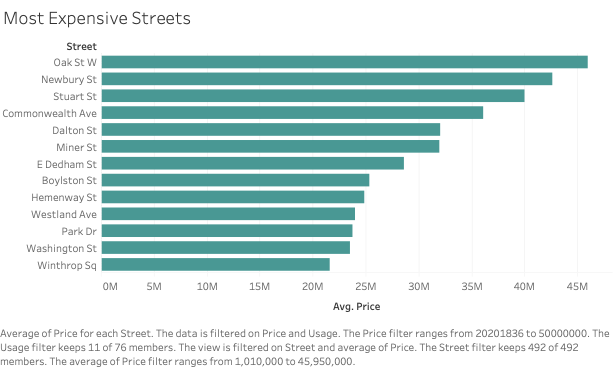 Most Expensive Streets
Street
Oak St W
Newbury St
Stuart St
Commonwealth Ave
Dalton St
Miner St
E Dedham St
Boylston St
Hemenway St
Westland Ave
Park Dr
Washington St
Winthrop Sq
0M 5M 10M 15M 20M 25M 30M 35M 40M 45M
Avg. Price
Average of Price for each Street. The data is filtered on Price and Usage. The Price filter ranges from 20201836 to 50000000. The
Usage filter keeps 11 of 76 members. The view is filtered on Street and average of Price. The Street filter keeps 492 of 492
members. The average of Price filter ranges from 1,010,000 to 45,950,000.